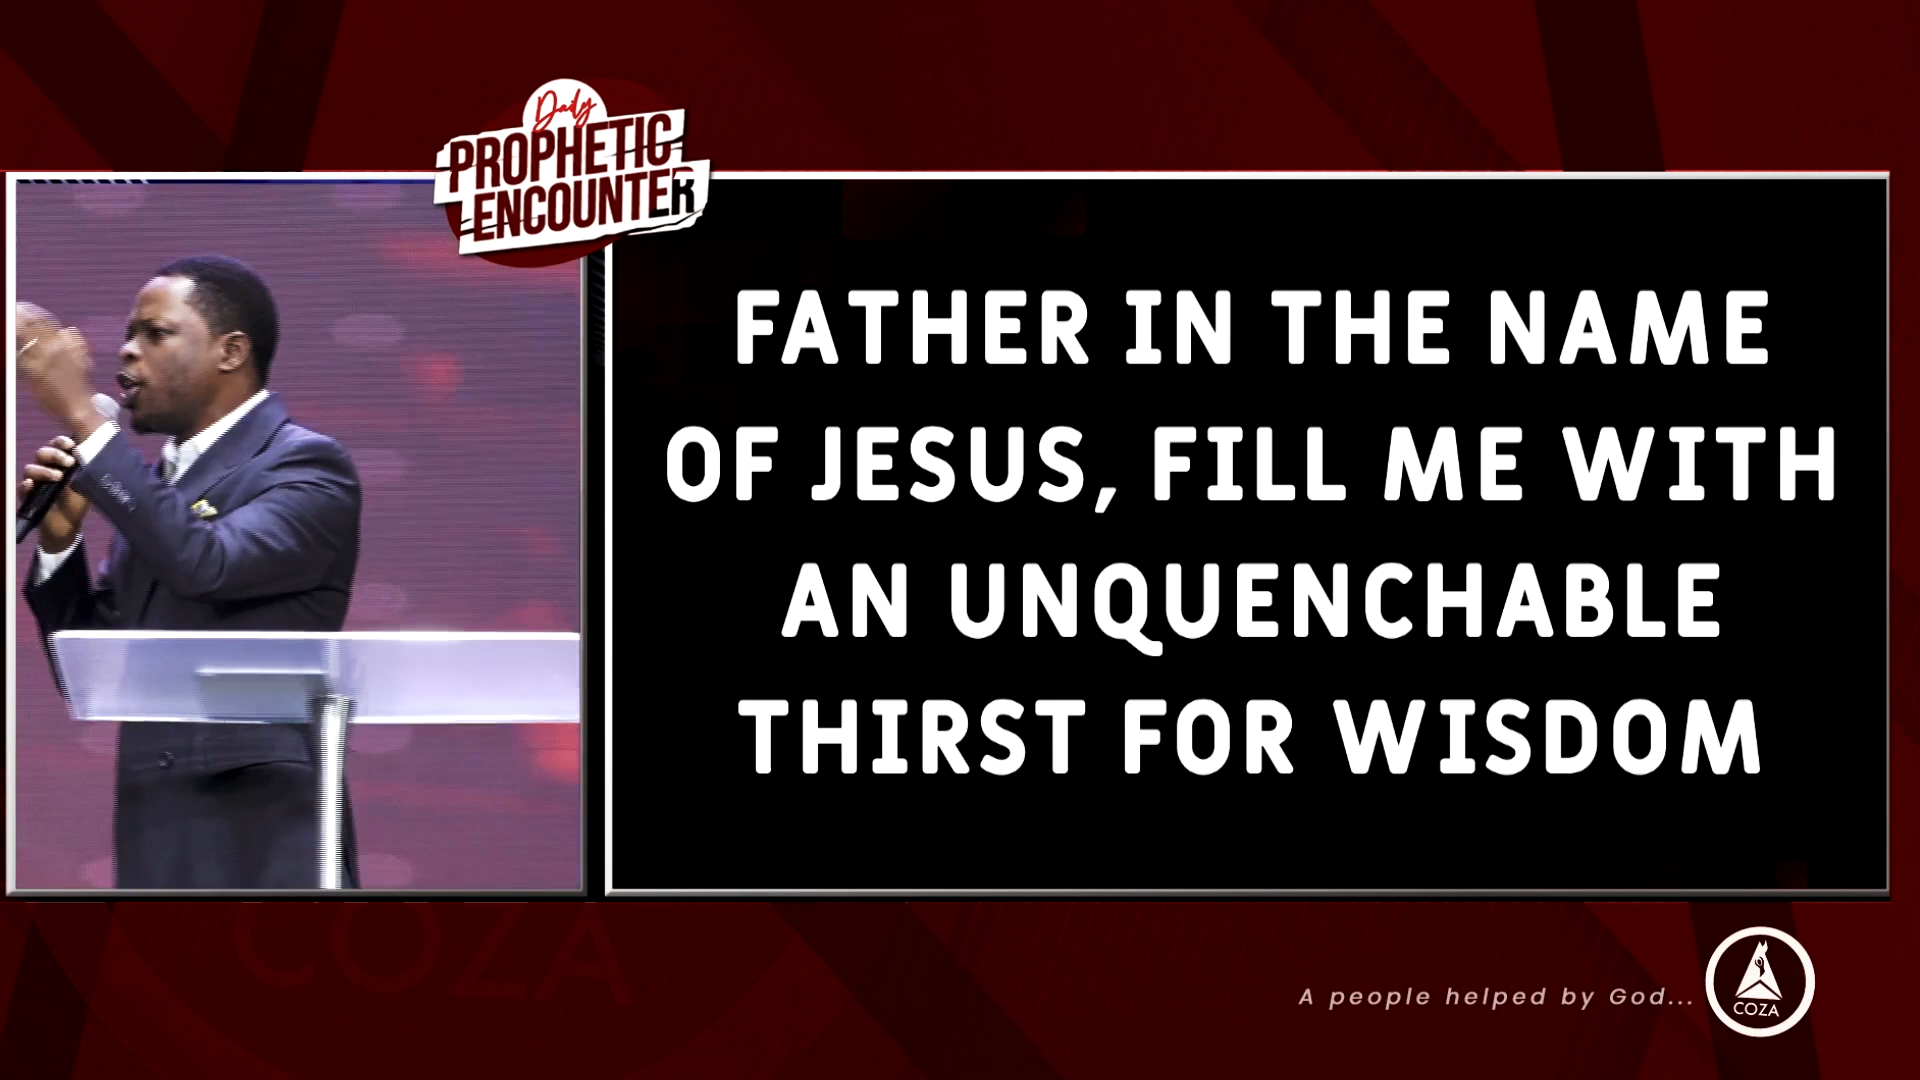 Daily
PROPHETIC
ENCOUNTER
FATHER IN THE NAME
OF JESUS, FILL ME WITH
AN UNQUENCHABLE
THIRST FOR WISDOM
COZA
A people helped by God...
COZA